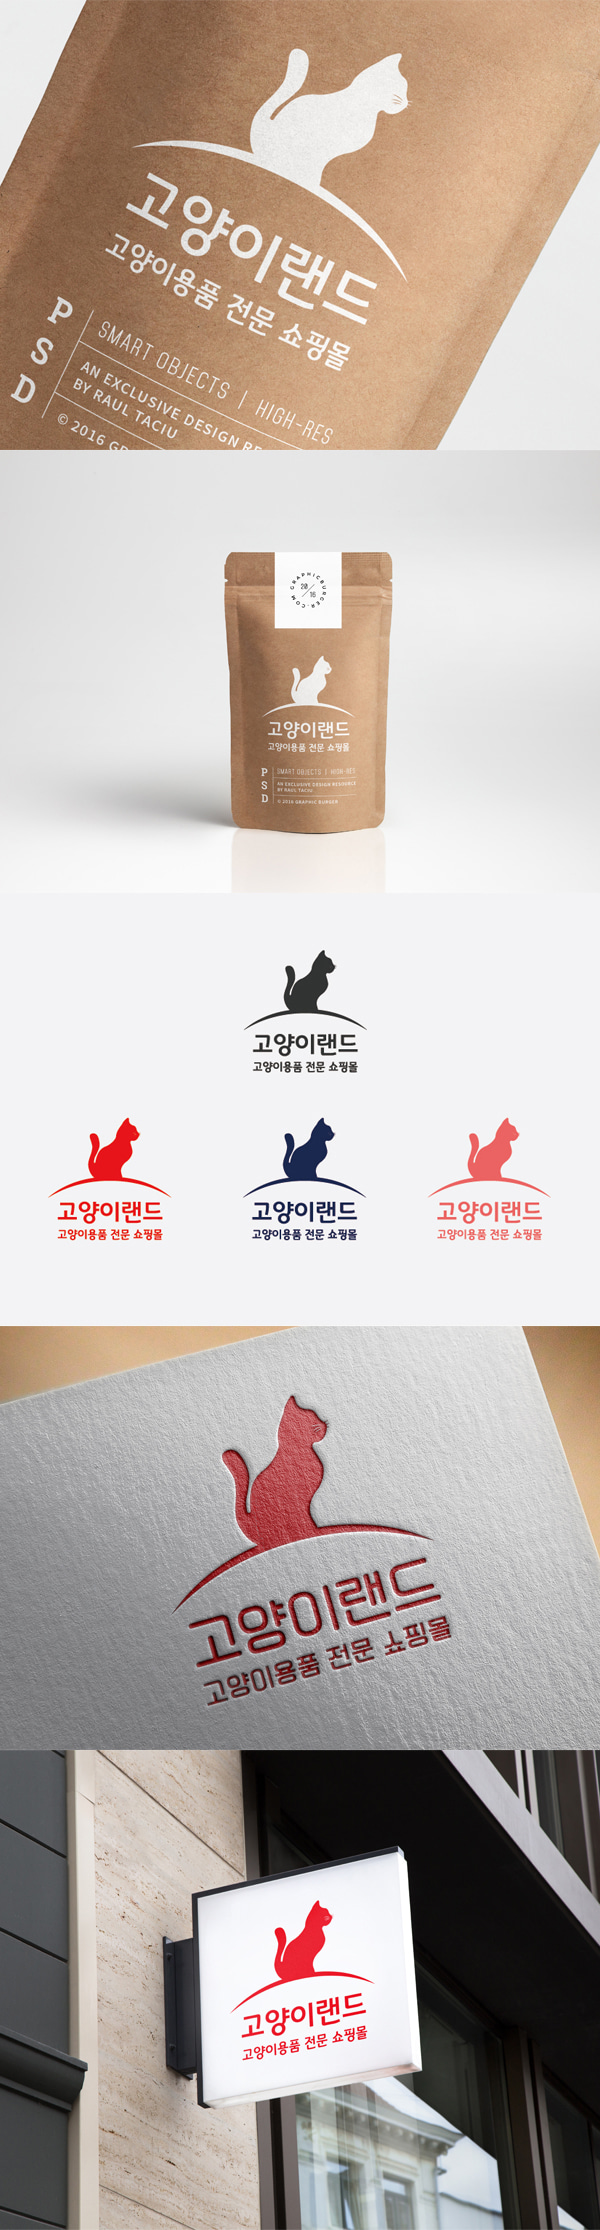 고양이랜드
고양이용품 전문 쇼핑몰
PSD
SMART OBJECTS | HIGH-RES
AN EXCLUSIVE DESIGN RE
BY RAUL TACIU
© 2016 GR
GRAPHICBURGER.COM
20/16
고양이랜드
고양이용품 전문 쇼핑몰
PSD
SMART OBJECTS | HIGH-RES
AN EXCLUSIVE DESIGN RESOURCE
BY RAUL TACIU
© 2016 GRAPHIC BURGER
고양이랜드
고양이용품 전문 쇼핑몰
고양이랜드
고양이용품 전문 쇼핑몰
고양이랜드
고양이용품 전문 쇼핑몰
고양이랜드
고양이용품 전문 쇼핑몰
고양이랜드
고양이용품 전문 쇼핑몰
고양이랜드
고양이용품 전문 쇼핑몰